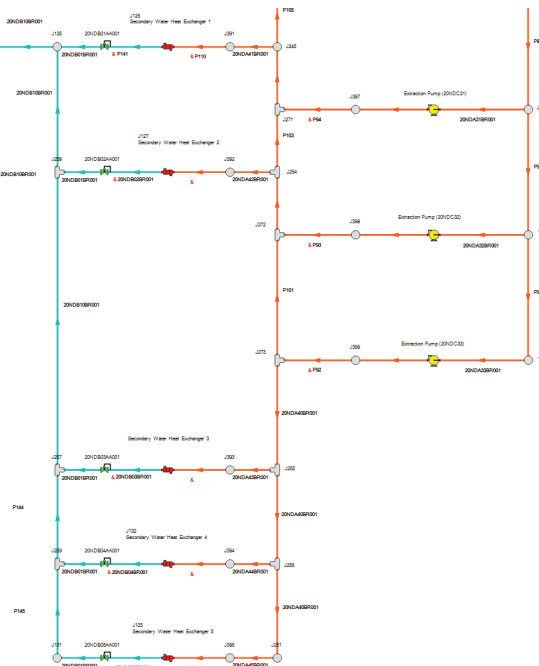 P105
J126
20NDB10BR001
20NDB01AA001
Secondary Water Heat Exchanger 1
J135
J391
J245
20NDB01BR001
& P141
& P110
20NDA41BR001
20NDB10BR001
J397
Extraction Pump (20NDC31)
J271
& P94
20NDA31BR001
P103
J127
Secondary Water Heat Exchanger 2
J258
20NDB02AA001
J392
J254
20NDB10BR001
20NDB01BR001
& 20NDB02BR001
&
20NDA42BR001
J272
J398
Extraction Pump (20NDC32)
& P93
20NDA32BR001
P101
20NDB10BR001
J273
J399
Extraction Pump (20NDC33)
& P92
20NDA33BR001
20NDA40BR001
Secondary Water Heat Exchanger 3
J257
20NDB03AA001
J393
J255
20NDB01BR001
& 20NDB03BR001
&
20NDA43BR001
P144
20NDA40BR001
J132
Secondary Water Heat Exchanger 4
J259
20NDB04AA001
J394
J256
20NDB01BR001
& 20NDB04BR001
&
20NDA44BR001
P145
20NDA40BR001
J133
Secondary Water Heat Exchanger 5
J131
20NDB05AA001
J395
J251